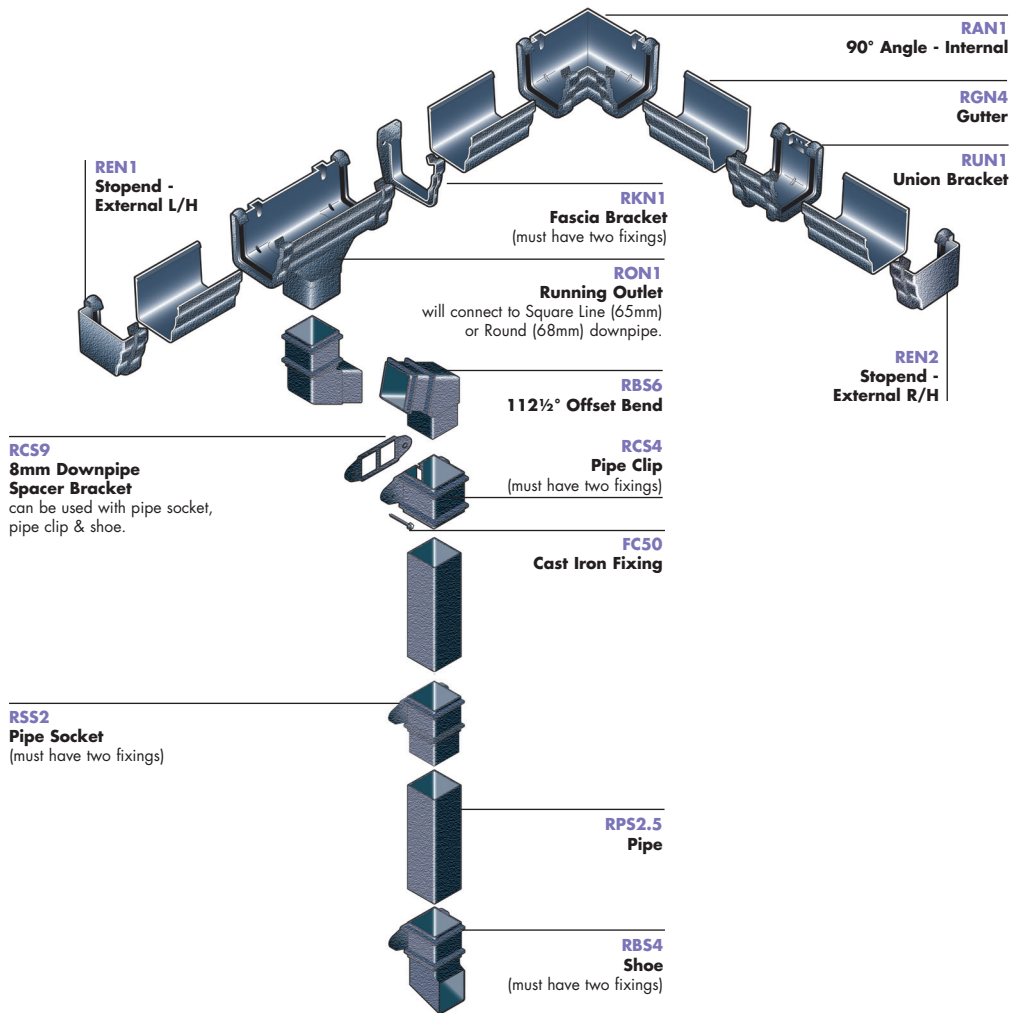 RAN1
90° Angle - Internal
RGN4
Gutter
RUN1
Union Bracket
REN1
Stopend -
External L/H
RKN1
Fascia Bracket
(must have two fixings)
RON1
Running Outlet
will connect to Square Line (65mm)
or Round (68mm) downpipe.
REN2
Stopend -
External R/H
RBS6
112½° Offset Bend
RCS9
8mm Downpipe
Spacer Bracket
can be used with pipe socket,
pipe clip & shoe.
RCS4
Pipe Clip
(must have two fixings)
FC50
Cast Iron Fixing
RSS2
Pipe Socket
(must have two fixings)
RPS2.5
Pipe
RBS4
Shoe
(must have two fixings)